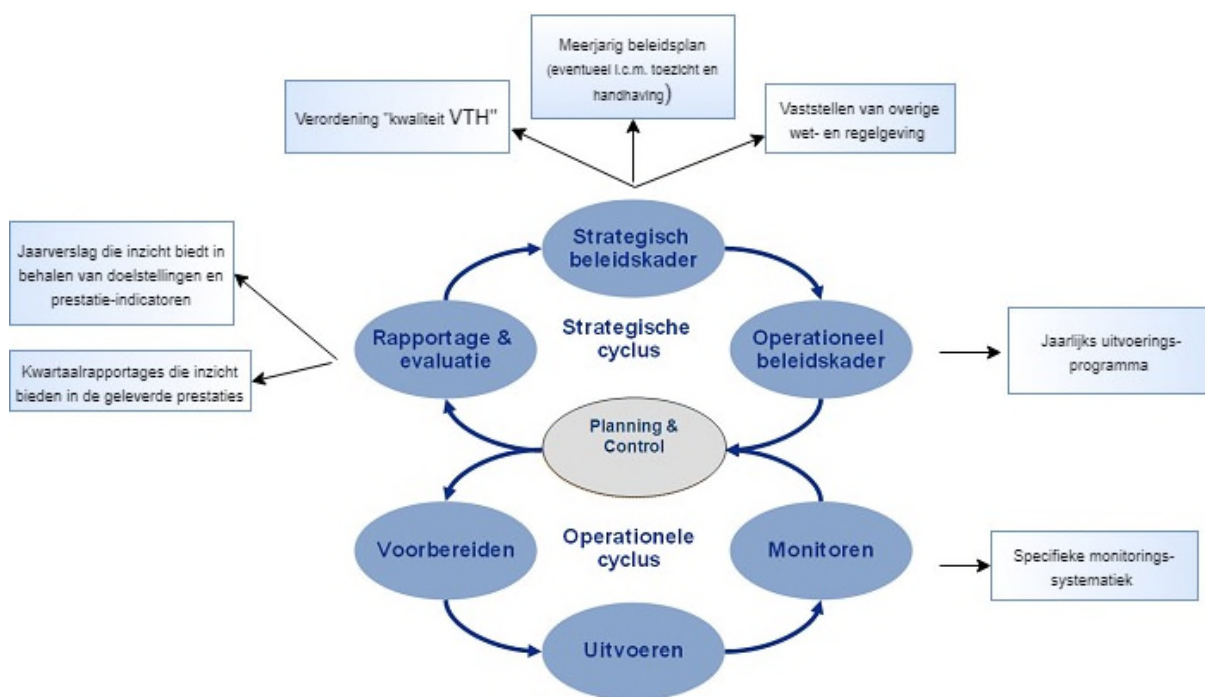 Meerjarig beleidsplan
(eventueel i.c.m. toezicht en
handhaving)
Verordening "kwaliteit VTH"
Vaststellen van overige
wet- en regelgeving
Strategisch
beleidskader
Jaarverslag die inzicht biedt in
behalen van doelstellingen en
prestatie-indicatoren
Rapportage &
evaluatie
Strategische
cyclus
Operationeel
beleidskader
Jaarlijks uitvoerings-
programma
Kwartaalrapportages die inzicht
bieden in de geleverde prestaties
Planning &
Control
Voorbereiden
Operationele
cyclus
Monitoren
Specifieke monitorings-
systematiek
Uitvoeren